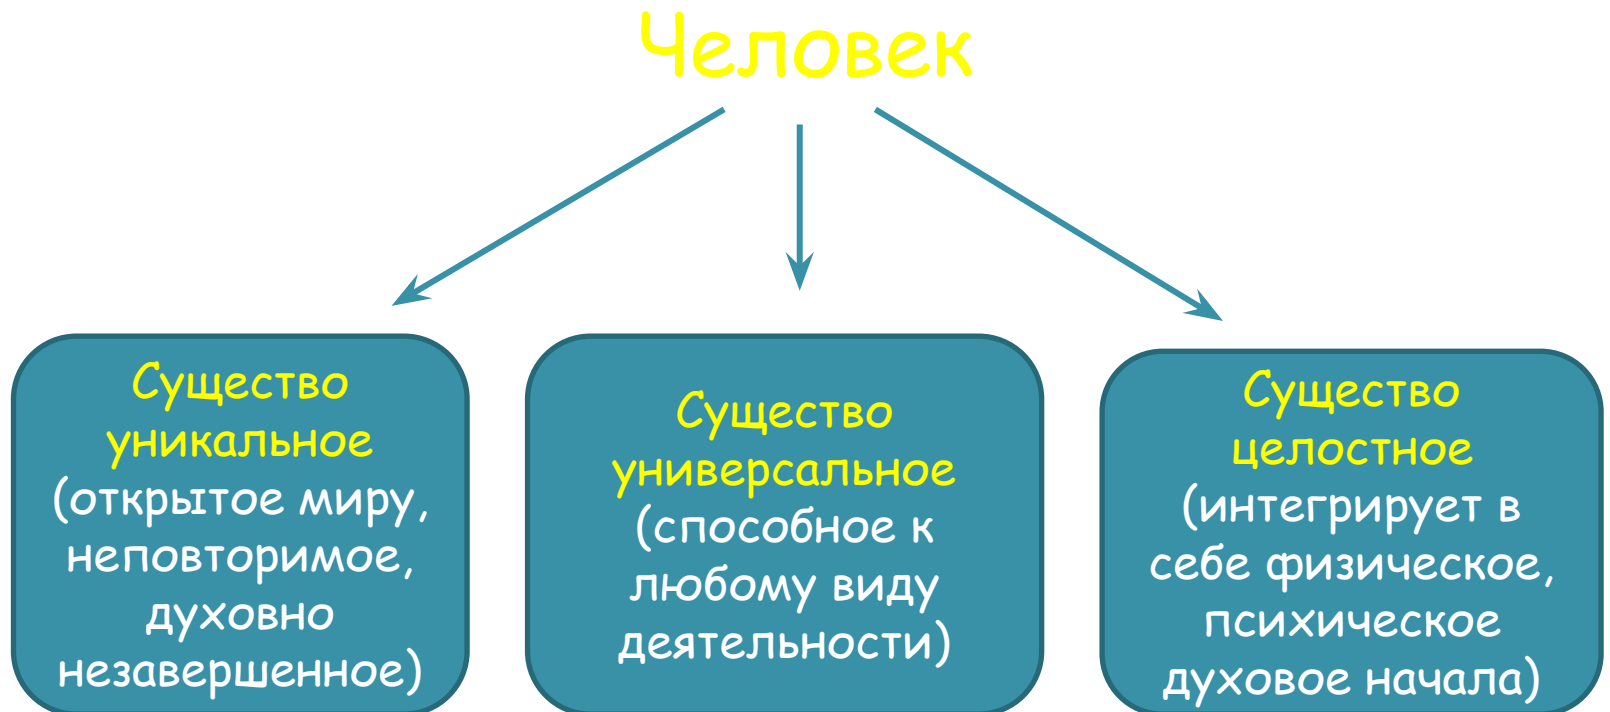 Человек
Существо
уникальное
(открытое миру,
неповторимое,
духовно
незавершенное)
Существо
универсальное
(способное к
любому виду
деятельности)
Существо
целостное
(интегрирует в
себе физическое,
психическое
духовое начала)